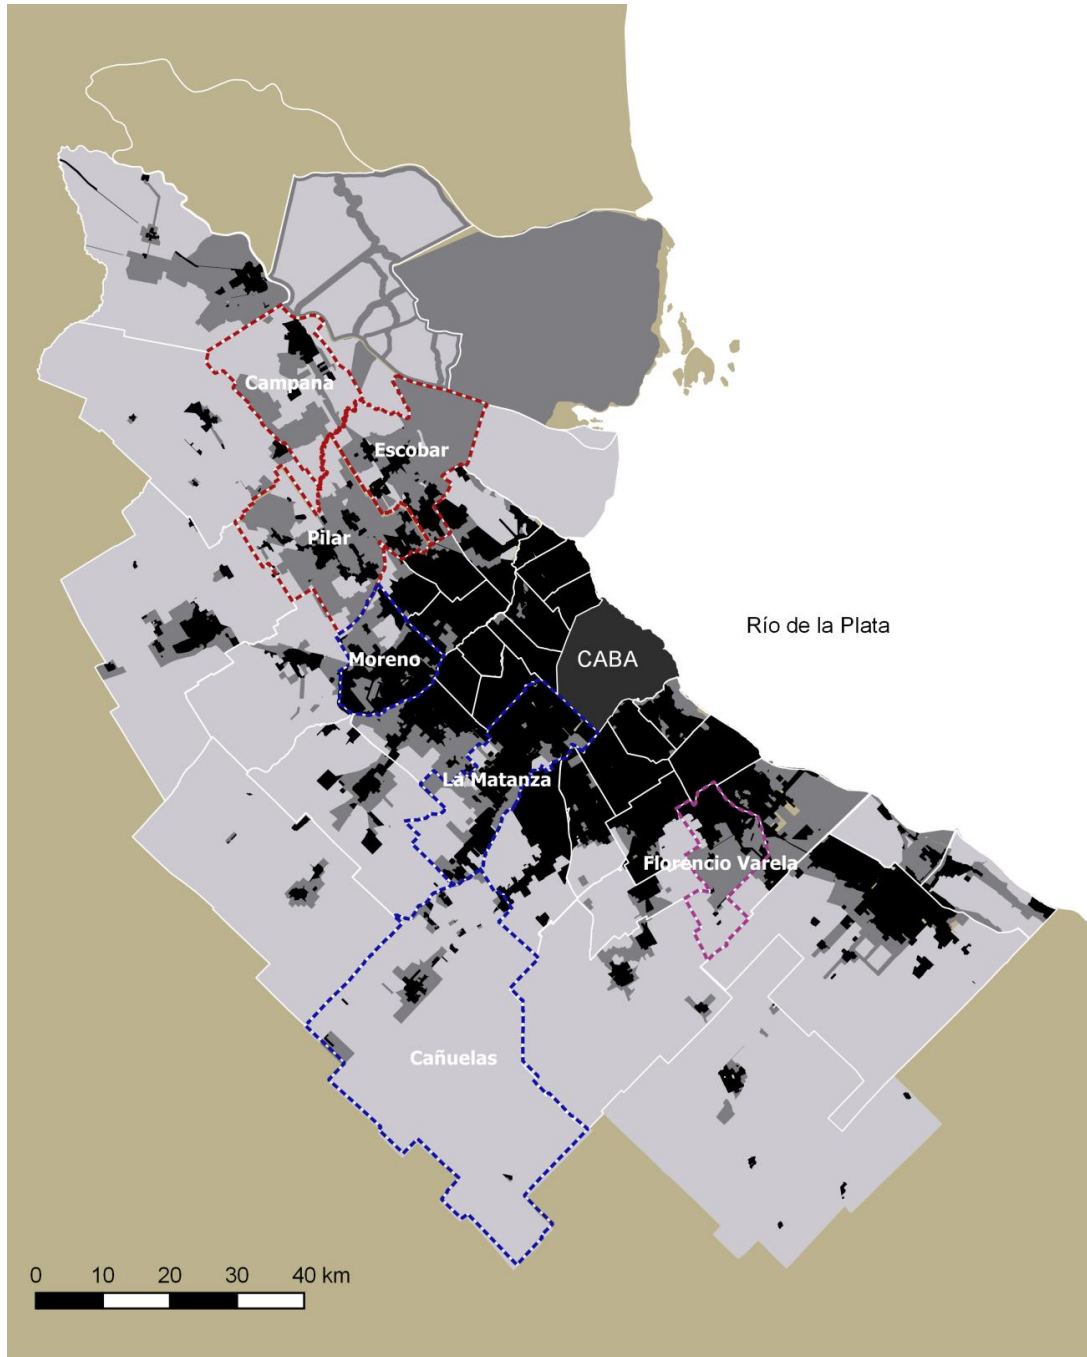 Campana
Escobar
Pilar
Río de la Plata
Moreno
CABA
La Matanza
Florencio Varela
Cañuelas
0 10 20 30 40 km